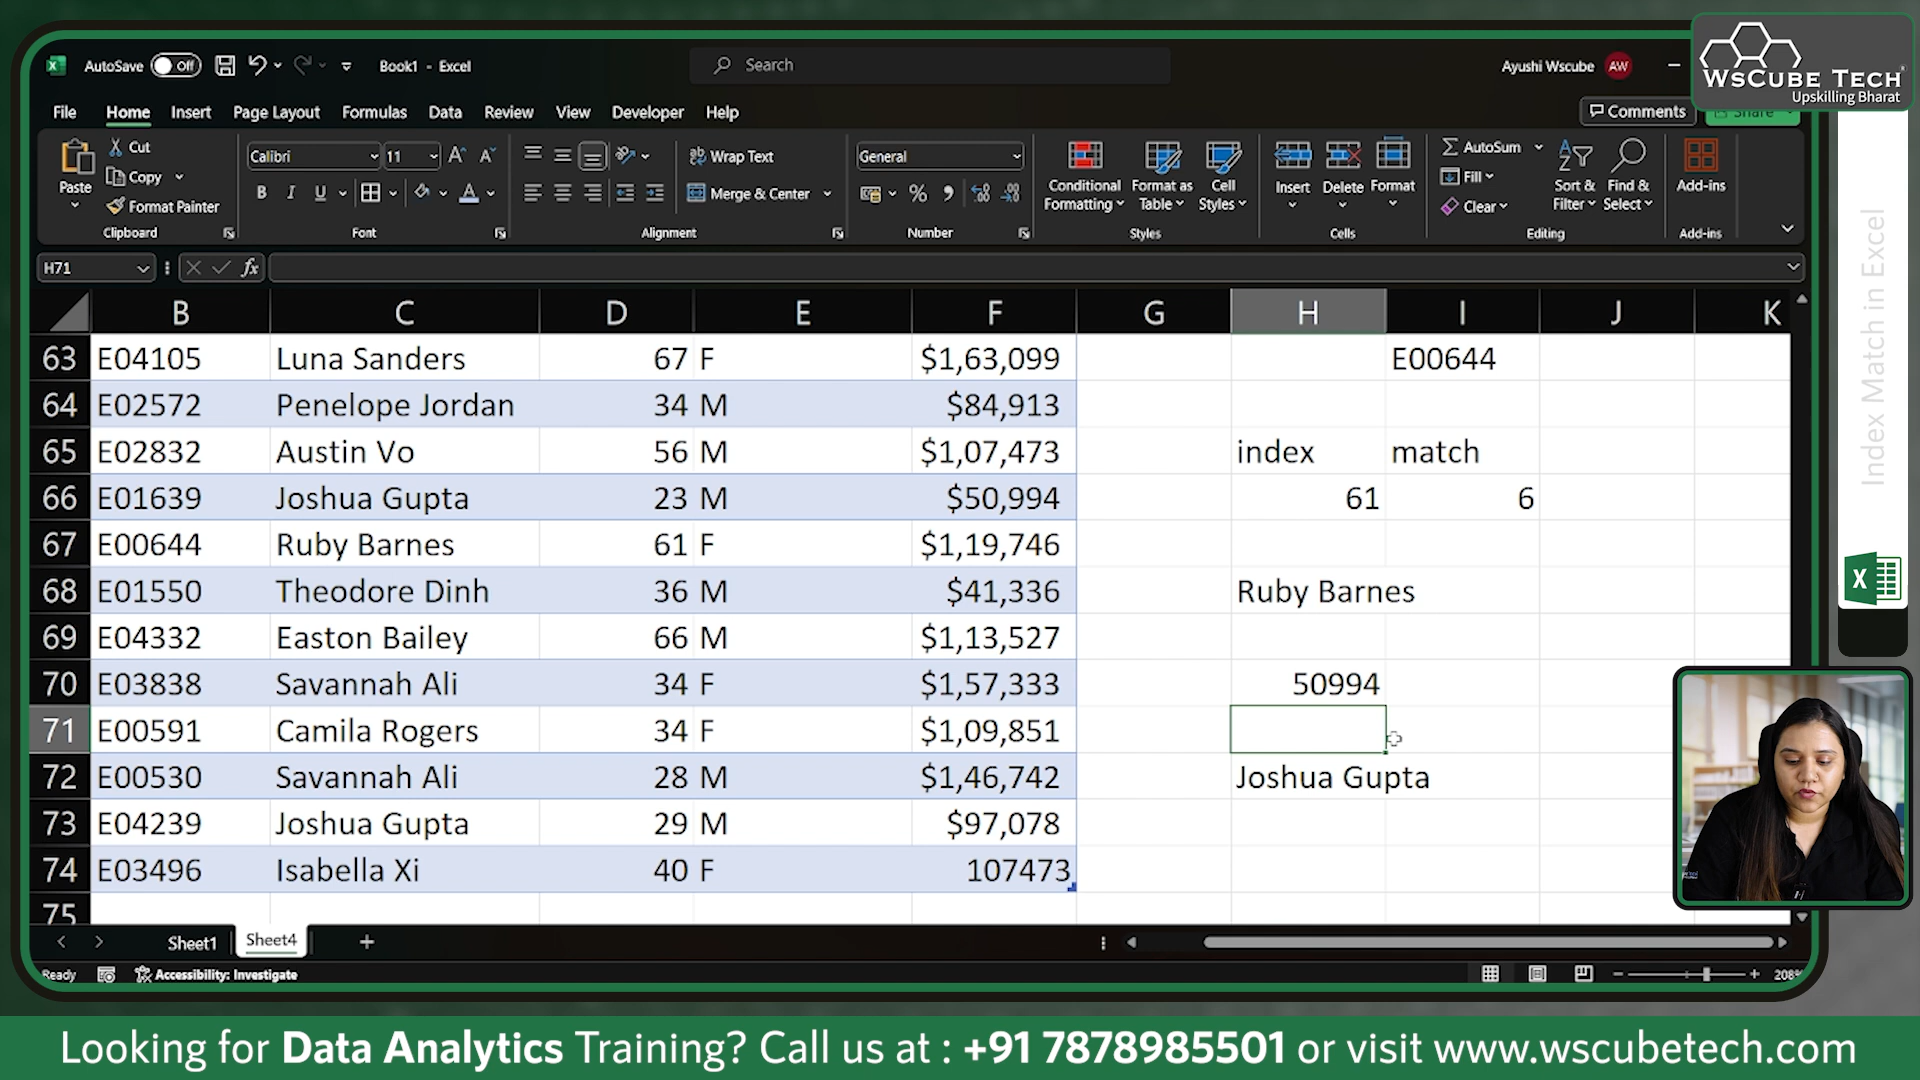 AutoSave Off Book1 - Excel Search Ayushi Wscube AW
WsCube Tech
Upskilling Bharat
File Home Insert Page Layout Formulas Data Review View Developer Help Comments Share
Paste Cut Copy Format Painter Clipboard
Calibri 11 B I U Font
Wrap Text Merge & Center Alignment
General % Number
Conditional Formatting Format as Table Cell Styles Styles
Insert Delete Format Cells
AutoSum Fill Clear Sort & Filter Find & Select Editing
Add-ins Add-ins
H71 fx
B C D E F G H I J K
63 E04105 Luna Sanders 67 F $1,63,099 E00644
64 E02572 Penelope Jordan 34 M $84,913
65 E02832 Austin Vo 56 M $1,07,473 index match
66 E01639 Joshua Gupta 23 M $50,994 61 6
67 E00644 Ruby Barnes 61 F $1,19,746
68 E01550 Theodore Dinh 36 M $41,336 Ruby Barnes
69 E04332 Easton Bailey 66 M $1,13,527
70 E03838 Savannah Ali 34 F $1,57,333 50994
71 E00591 Camila Rogers 34 F $1,09,851
72 E00530 Savannah Ali 28 M $1,46,742 Joshua Gupta
73 E04239 Joshua Gupta 29 M $97,078
74 E03496 Isabella Xi 40 F 107473
75
Index Match in Excel
Sheet1 Sheet4
Ready Accessibility: Investigate 208%
Looking for Data Analytics Training? Call us at : +91 7878985501 or visit www.wscubetech.com